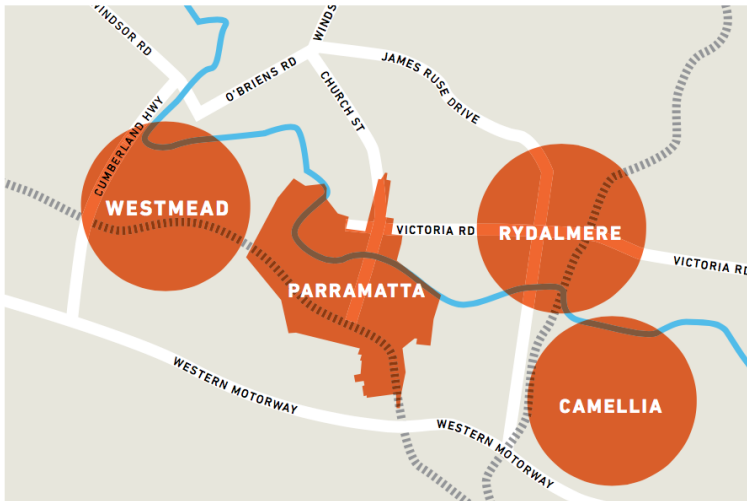 WINDSOR RD
WINDS
O'BRIENS RD
JAMES RUSE DRIVE
CHURCH ST
CUMBERLAND HWY
WESTMEAD
VICTORIA RD
RYDALMERE
VICTORIA RD
PARRAMATTA
WESTERN MOTORWAY
CAMELLIA
WESTERN MOTORWAY